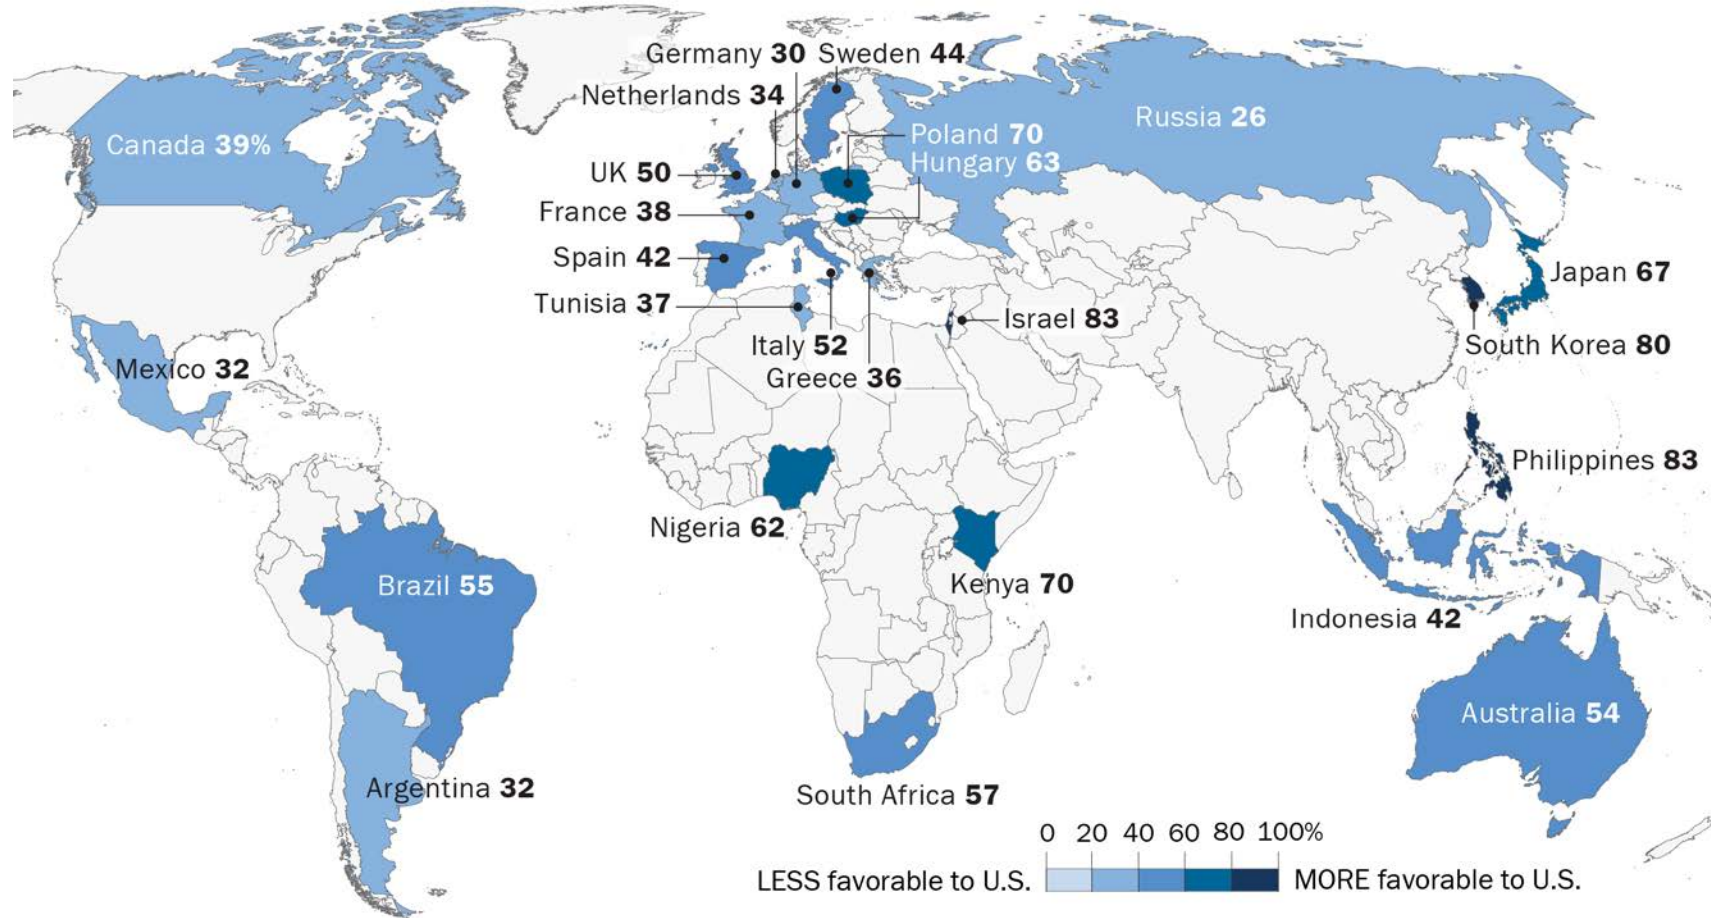 Germany 30
Sweden 44
Netherlands 34
Canada 39%
Russia 26
Poland 70
Hungary 63
UK 50
France 38
Spain 42
Tunisia 37
Italy 52
Greece 36
Israel 83
Japan 67
South Korea 80
Mexico 32
Philippines 83
Nigeria 62
Kenya 70
Brazil 55
Indonesia 42
Australia 54
Argentina 32
South Africa 57
0 20 40 60 80 100%
LESS favorable to U.S.
MORE favorable to U.S.